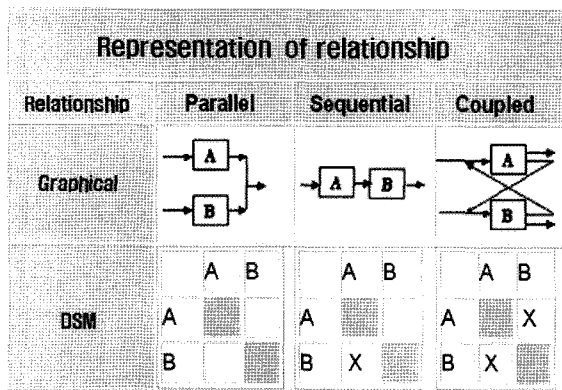 Representation of relationship
Relationship Parallel Sequential Coupled
Graphical A B A B A B
DSM
A B A B A B
A A A X
B B X B X